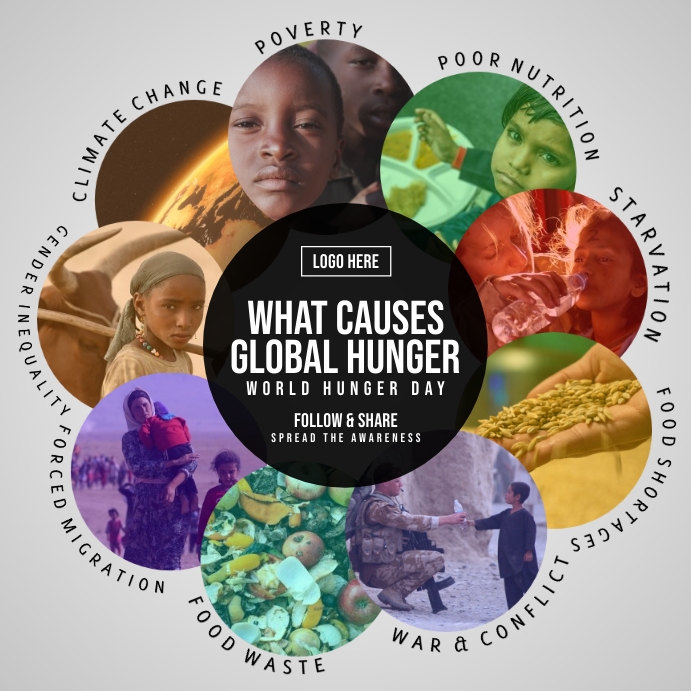 POVERTY
POOR NUTRITION
STARVATION
FOOD SHORTAGES
WAR & CONFLICT
FOOD WASTE
FORCED MIGRATION
GENDER INEQUALITY
CLIMATE CHANGE
LOGO HERE
WHAT CAUSES
GLOBAL HUNGER
WORLD HUNGER DAY
FOLLOW & SHARE
SPREAD THE AWARENESS